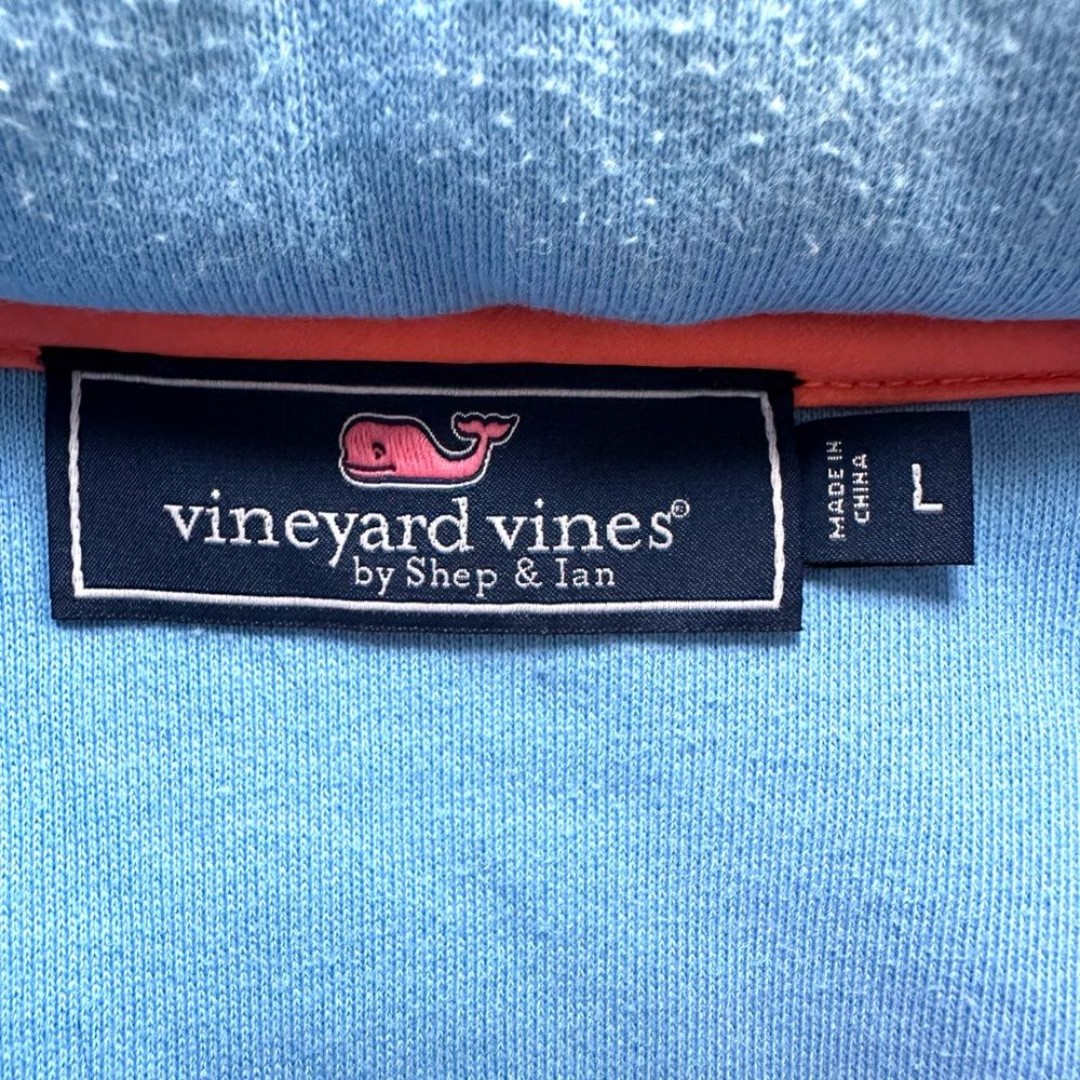 vineyard vines®
by Shep & Ian
MADE IN
CHINA
L